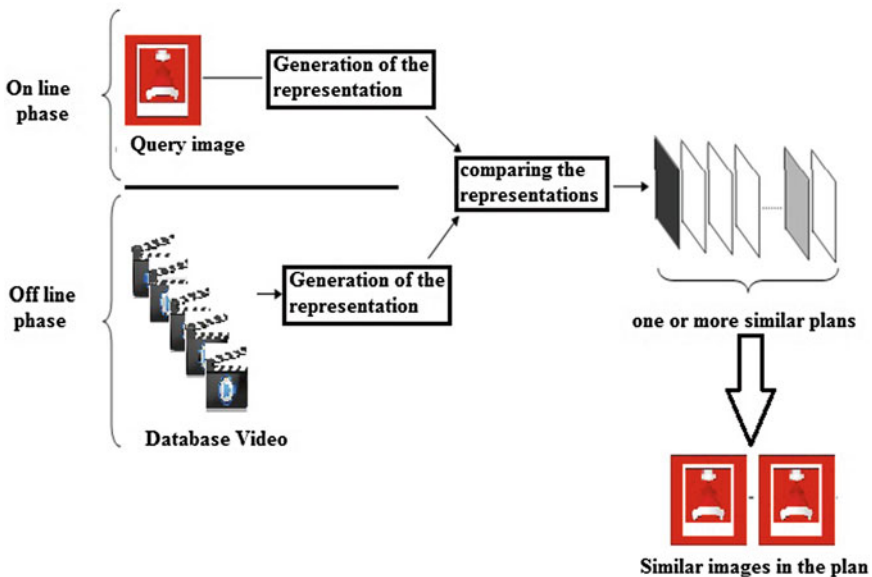 On line
phase
Query image
Generation of the
representation
comparing the
representations
Off line
phase
Database Video
Generation of the
representation
one or more similar plans
Similar images in the plan